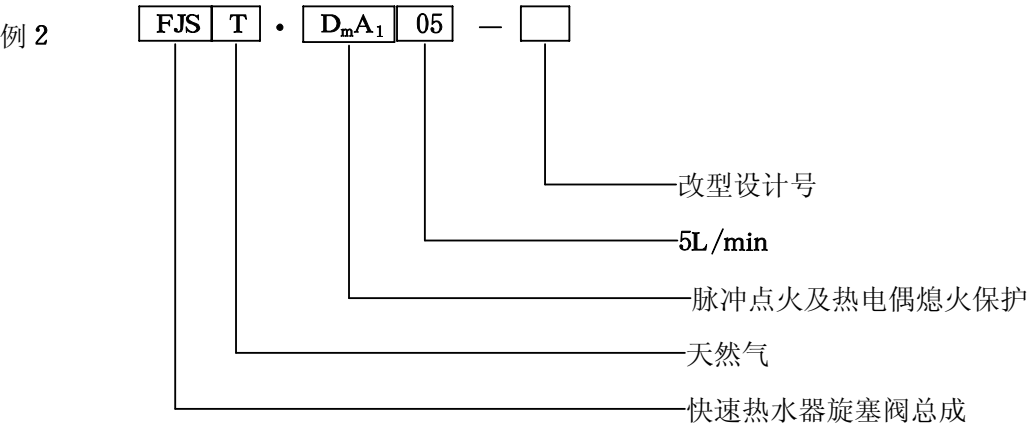 例 2 FJS T · DmA1 05 -
改型设计号
5L/min
脉冲点火及热电偶熄火保护
天然气
快速热水器旋塞阀总成